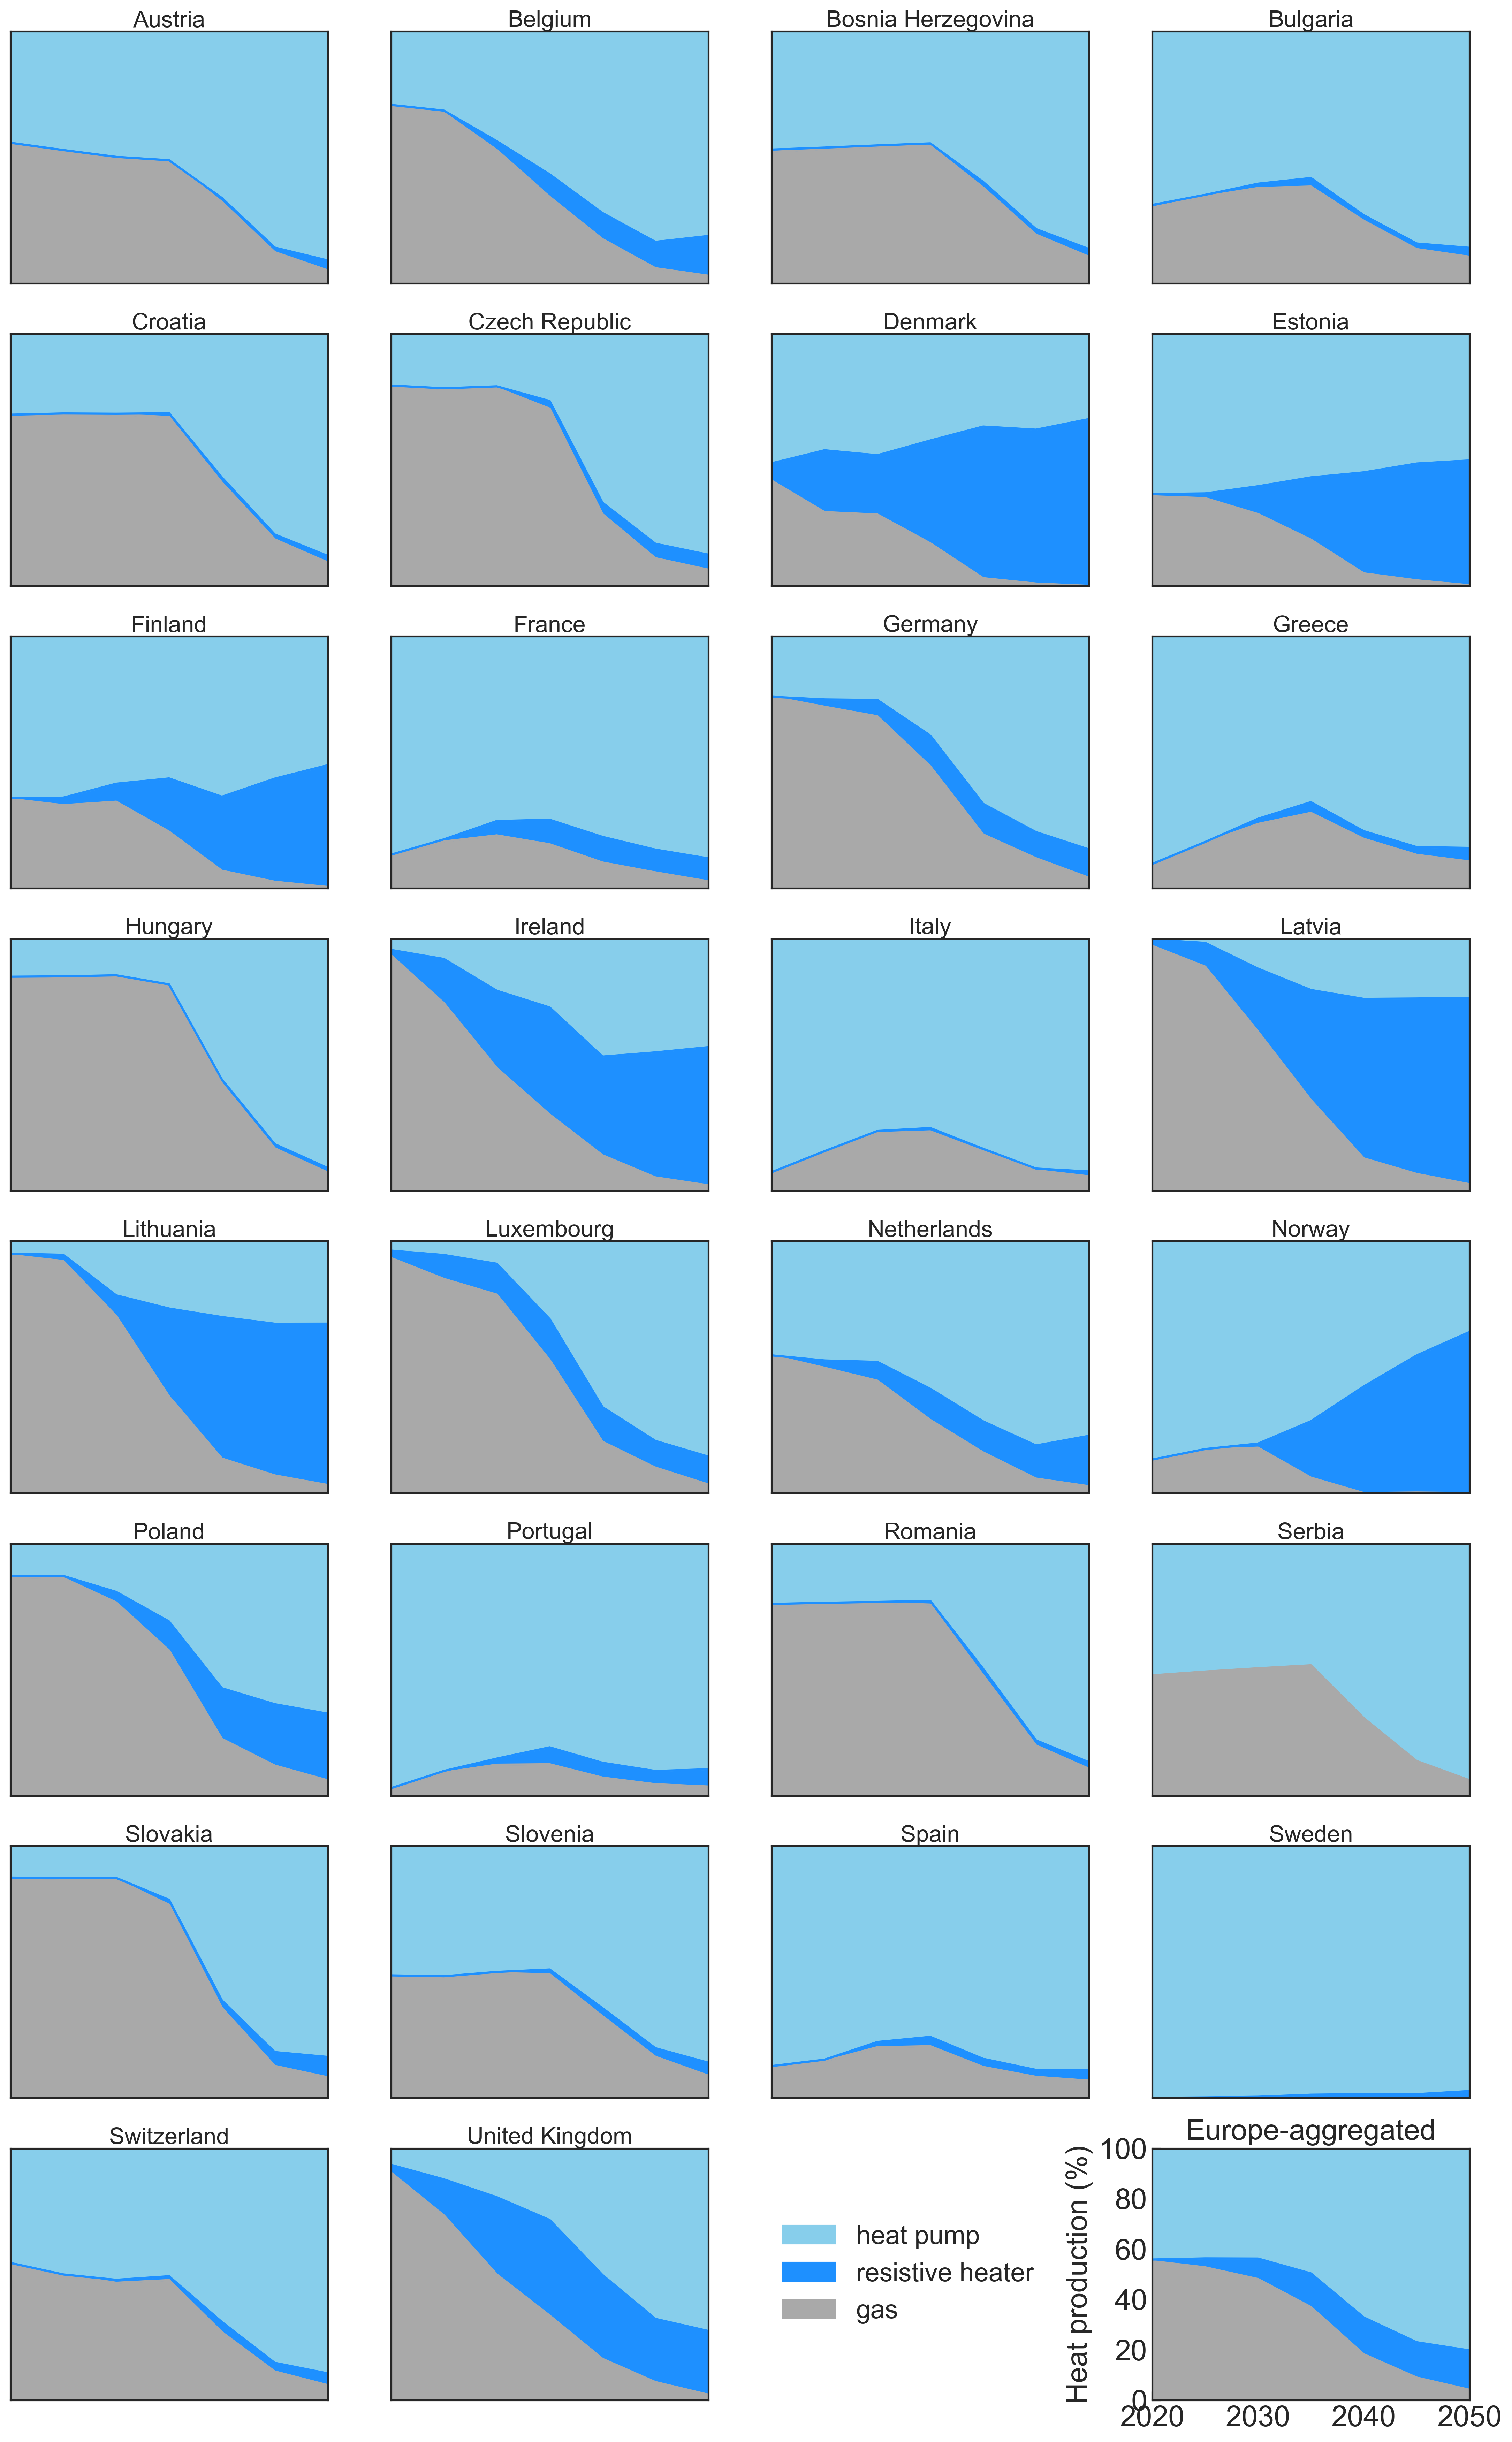 Austria
Belgium
Bosnia Herzegovina
Bulgaria
Croatia
Czech Republic
Denmark
Estonia
Finland
France
Germany
Greece
Hungary
Ireland
Italy
Latvia
Lithuania
Luxembourg
Netherlands
Norway
Poland
Portugal
Romania
Serbia
Slovakia
Slovenia
Spain
Sweden
Switzerland
United Kingdom
heat pump
resistive heater
gas
Europe-aggregated
Heat production (%)
100
80
60
40
20
0
2020
2030
2040
2050